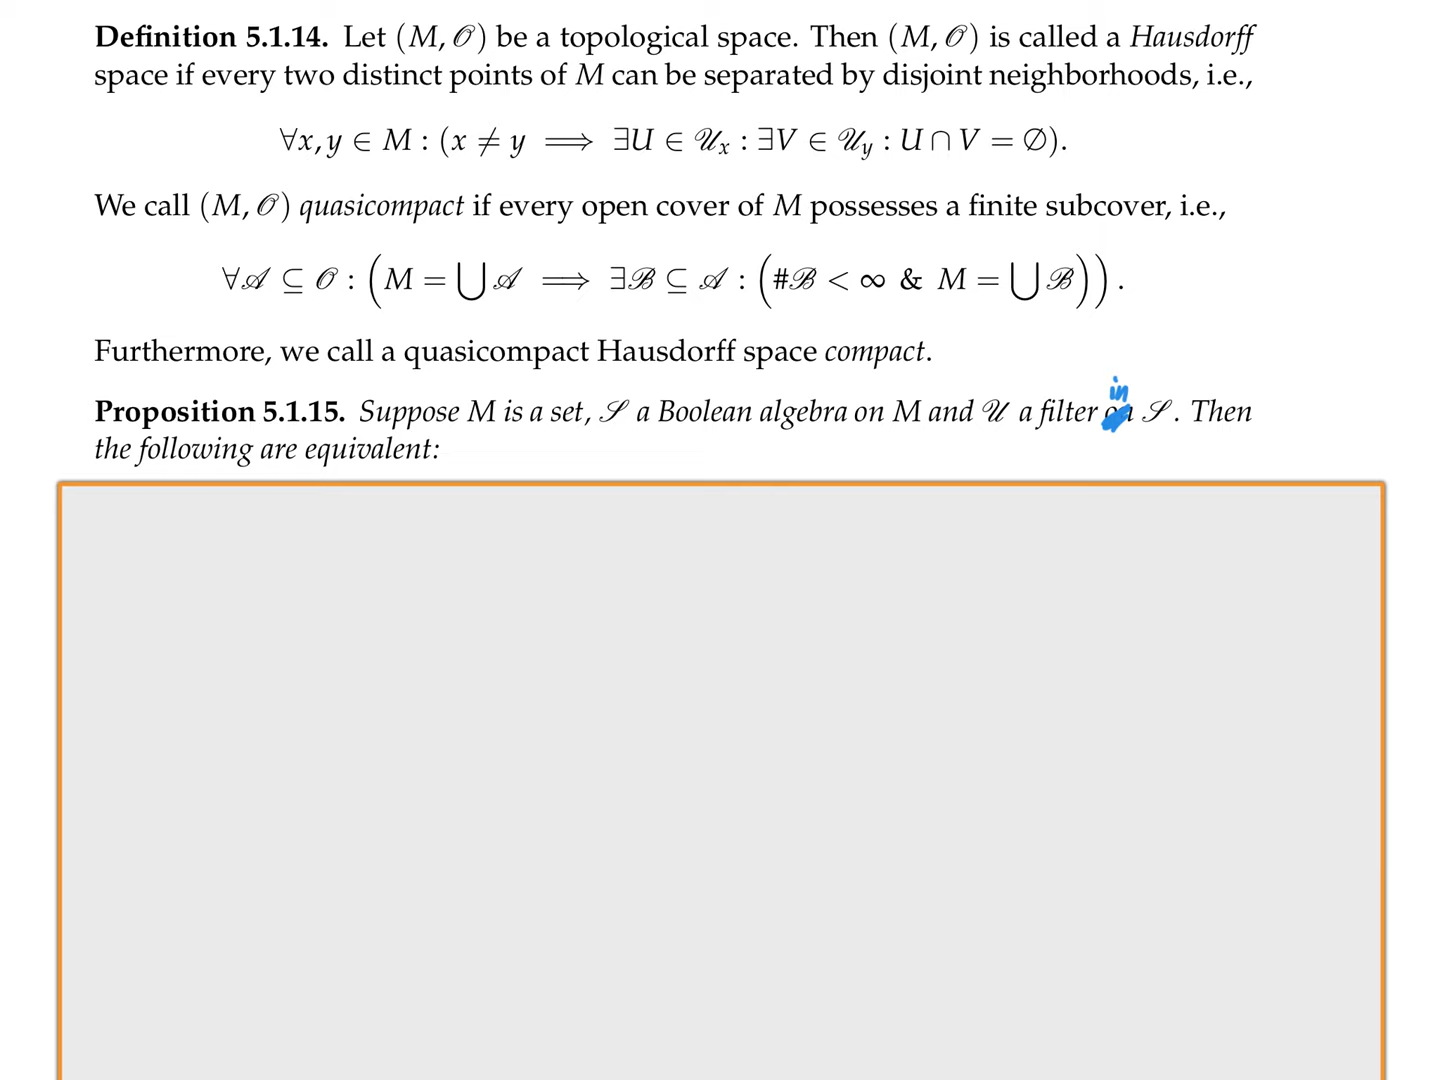 Definition 5.1.14. Let (M, 𝒪) be a topological space. Then (M, 𝒪) is called a Hausdorff
space if every two distinct points of M can be separated by disjoint neighborhoods, i.e.,
∀x, y ∈ M : (x ≠ y ⟹ ∃U ∈ 𝒰ₓ : ∃V ∈ 𝒰_y : U ∩ V = ∅).
We call (M, 𝒪) quasicompact if every open cover of M possesses a finite subcover, i.e.,
∀𝒜 ⊆ 𝒪 : (M = ⋃𝒜 ⟹ ∃ℬ ⊆ 𝒜 : (#ℬ < ∞ & M = ⋃ℬ)).
Furthermore, we call a quasicompact Hausdorff space compact.
in
Proposition 5.1.15. Suppose M is a set, 𝒮 a Boolean algebra on M and 𝒰 a filter 𝒮. Then
the following are equivalent: